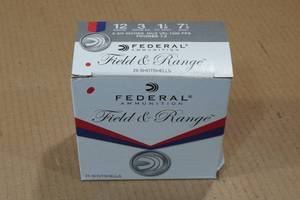 12 3 1⅛ 7½
FEDERAL
AMMUNITION
Field & Range
25 SHOTSHELLS
FEDERAL
AMMUNITION
Field & Range
25 SHOTSHELLS